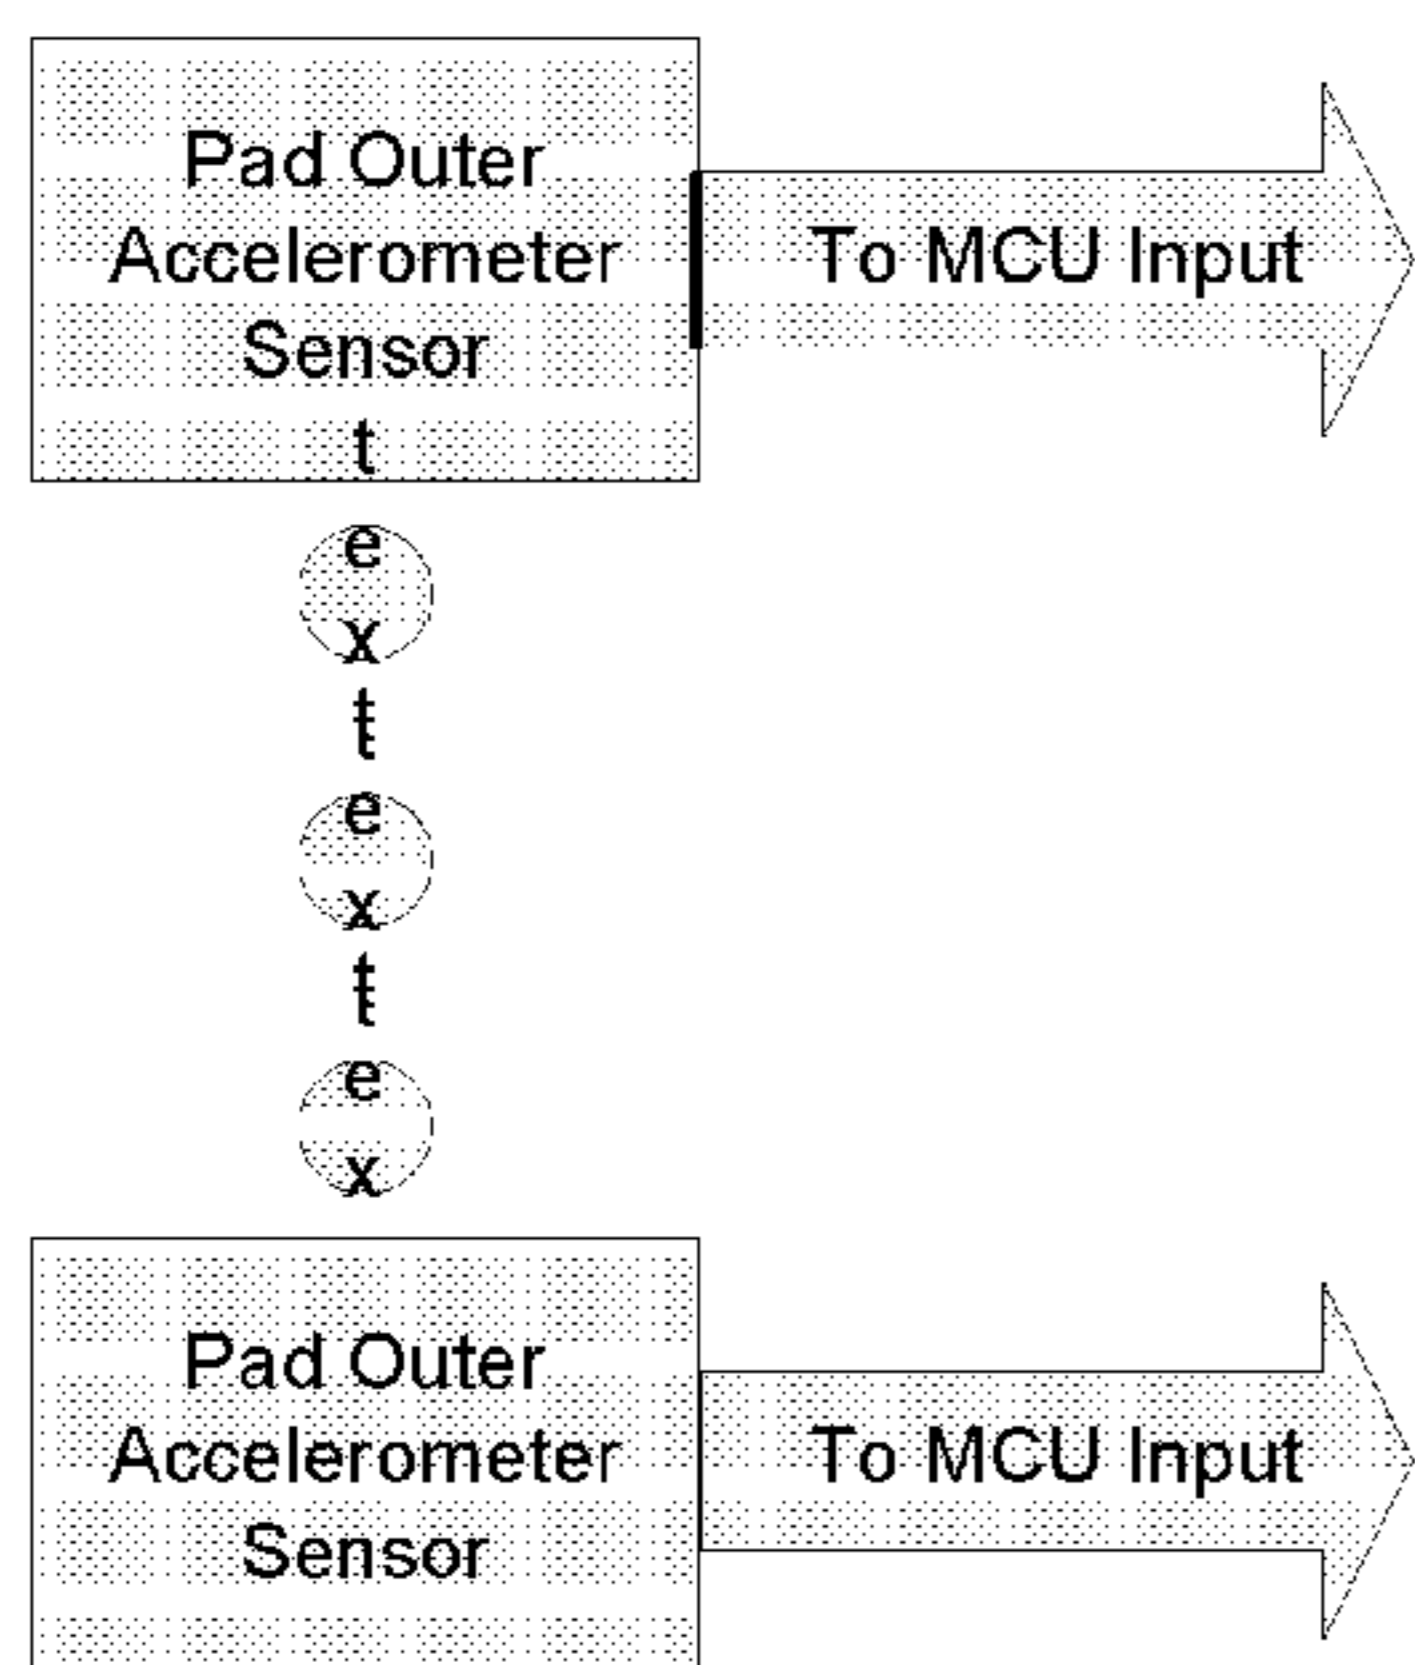 Pad Outer
Accelerometer
Sensor
To MCU Input
t
e
x
t
e
x
t
e
x
Pad Outer
Accelerometer
Sensor
To MCU Input